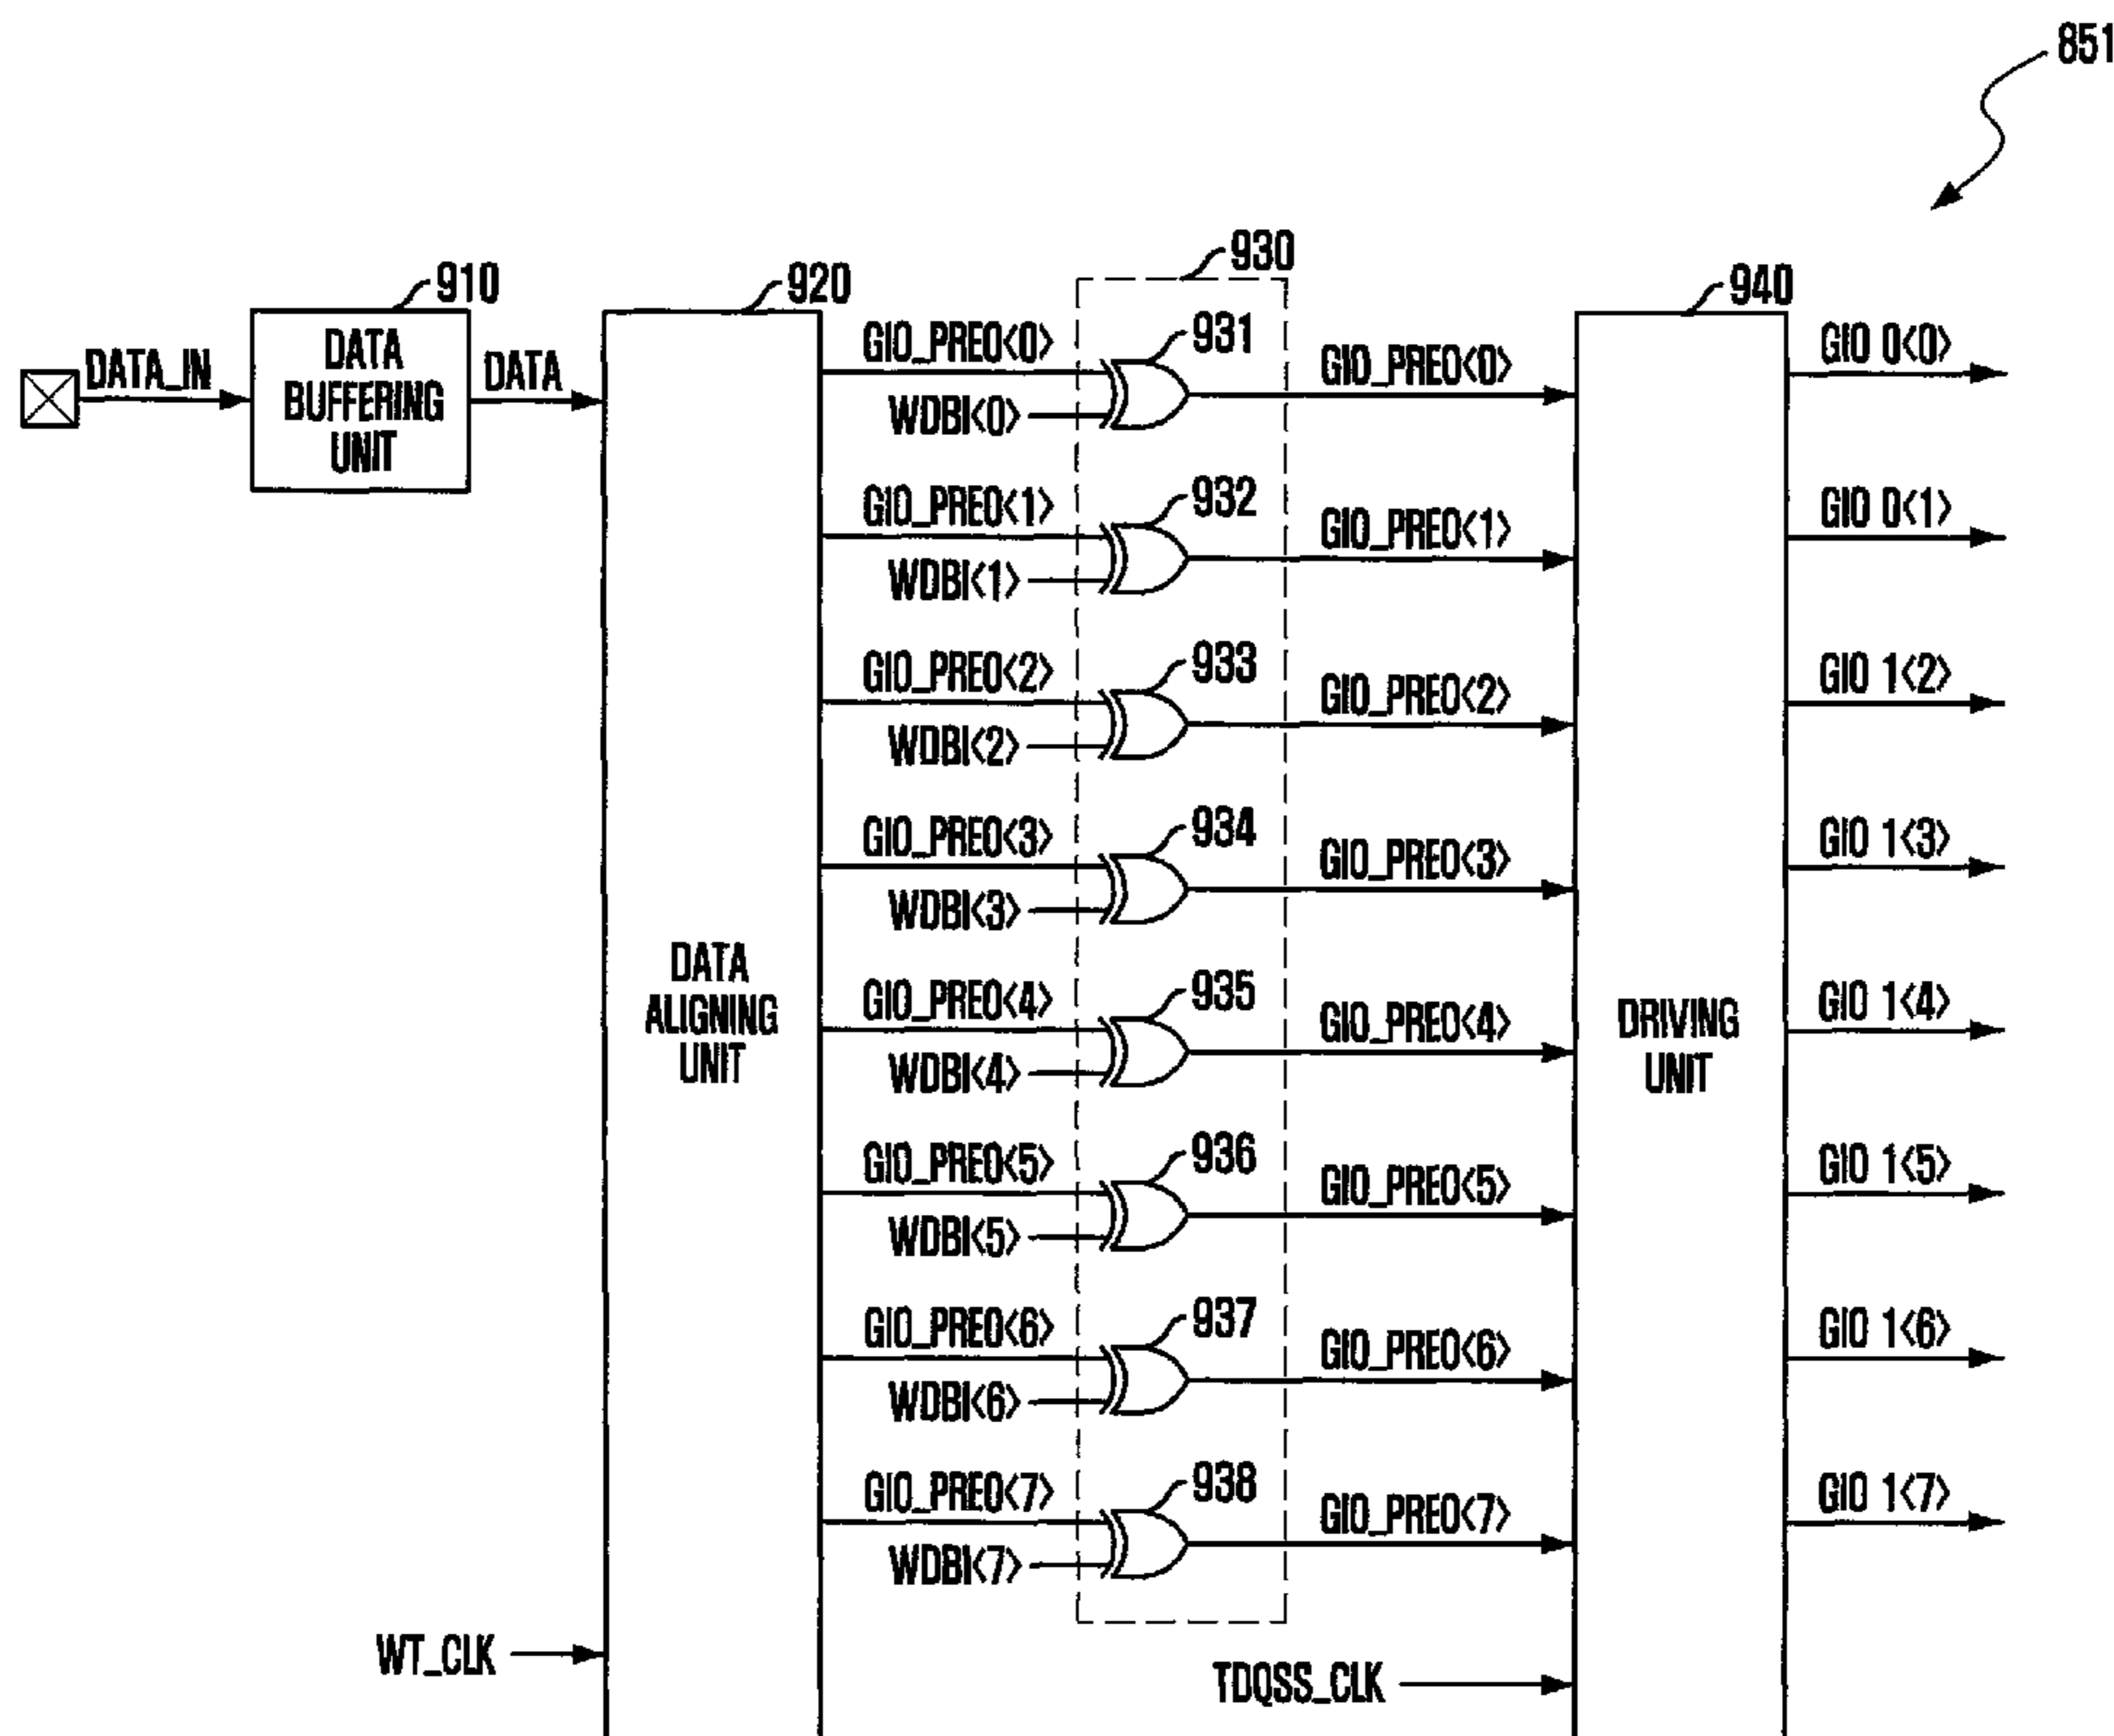 851
910
920
930
940
DATA_IN
DATA
BUFFERING
UNIT
DATA
GIO_PRE0<0>
931
WDBI<0>
GIO_PRE0<0>
GIO 0<0>
GIO_PRE0<1>
932
WDBI<1>
GIO_PRE0<1>
GIO 0<1>
GIO_PRE0<2>
933
WDBI<2>
GIO_PRE0<2>
GIO 1<2>
GIO_PRE0<3>
934
WDBI<3>
GIO_PRE0<3>
GIO 1<3>
DATA
ALIGNING
UNIT
GIO_PRE0<4>
935
WDBI<4>
GIO_PRE0<4>
DRIVING
UNIT
GIO 1<4>
GIO_PRE0<5>
936
WDBI<5>
GIO_PRE0<5>
GIO 1<5>
GIO_PRE0<6>
937
WDBI<6>
GIO_PRE0<6>
GIO 1<6>
GIO_PRE0<7>
938
WDBI<7>
GIO_PRE0<7>
GIO 1<7>
WT_CLK
TDQSS_CLK